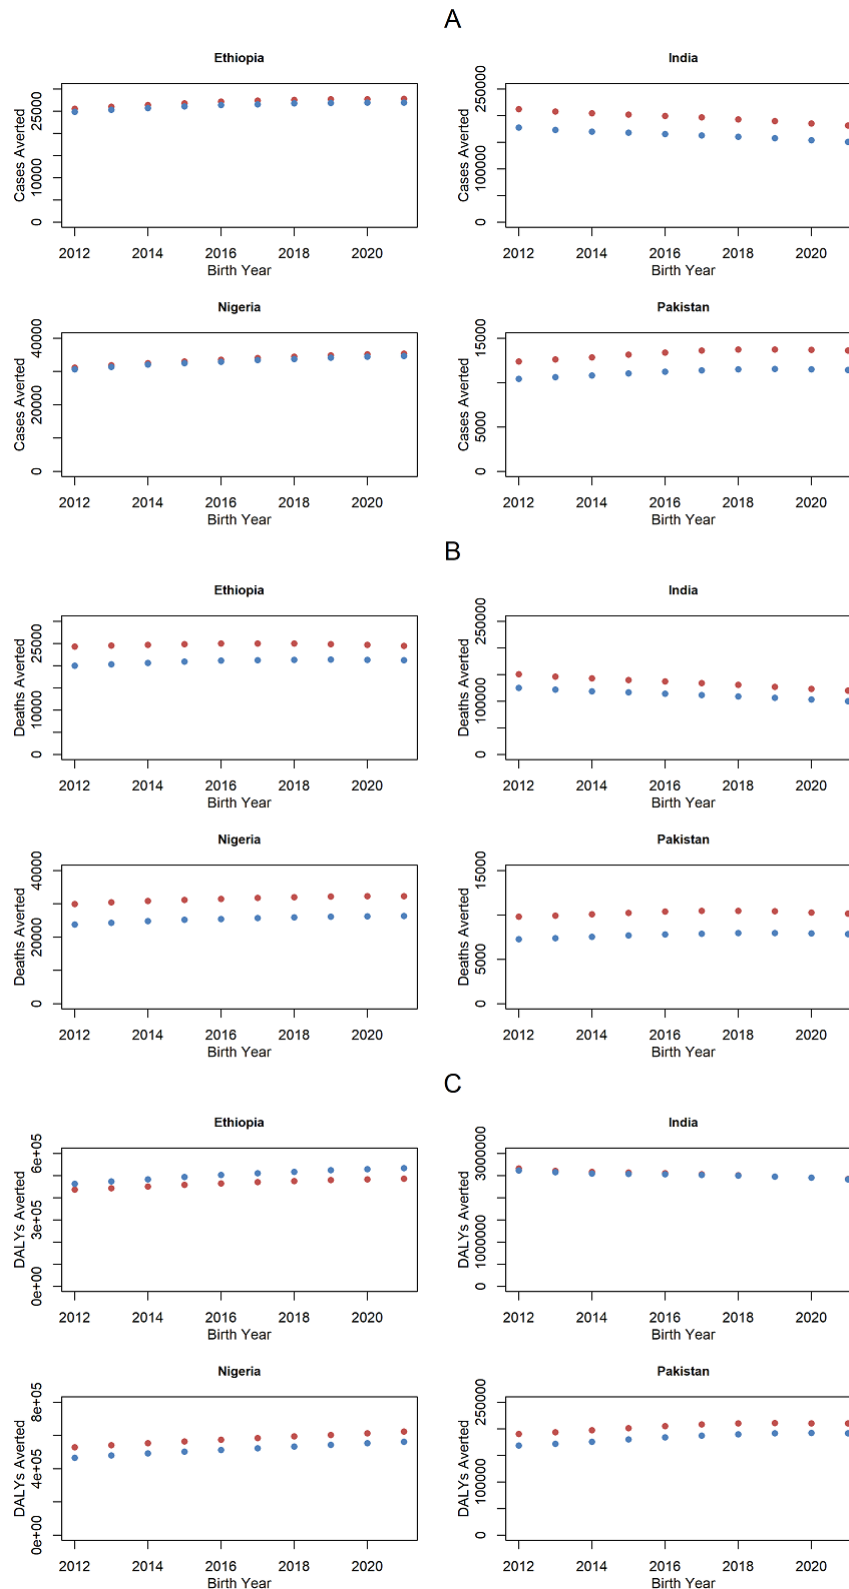 A
Ethiopia
Cases Averted
0 10000 25000
2012 2014 2016 2018 2020
Birth Year
India
Cases Averted
0 100000 250000
2012 2014 2016 2018 2020
Birth Year
Nigeria
Cases Averted
0 20000 40000
2012 2014 2016 2018 2020
Birth Year
Pakistan
Cases Averted
0 5000 15000
2012 2014 2016 2018 2020
Birth Year
B
Ethiopia
Deaths Averted
0 10000 25000
2012 2014 2016 2018 2020
Birth Year
India
Deaths Averted
0 100000 250000
2012 2014 2016 2018 2020
Birth Year
Nigeria
Deaths Averted
0 20000 40000
2012 2014 2016 2018 2020
Birth Year
Pakistan
Deaths Averted
0 5000 15000
2012 2014 2016 2018 2020
Birth Year
C
Ethiopia
DALYs Averted
0e+00 3e+05 6e+05
2012 2014 2016 2018 2020
Birth Year
India
DALYs Averted
0 1000000 3000000
2012 2014 2016 2018 2020
Birth Year
Nigeria
DALYs Averted
0e+00 4e+05 8e+05
2012 2014 2016 2018 2020
Birth Year
Pakistan
DALYs Averted
0 100000 250000
2012 2014 2016 2018 2020
Birth Year